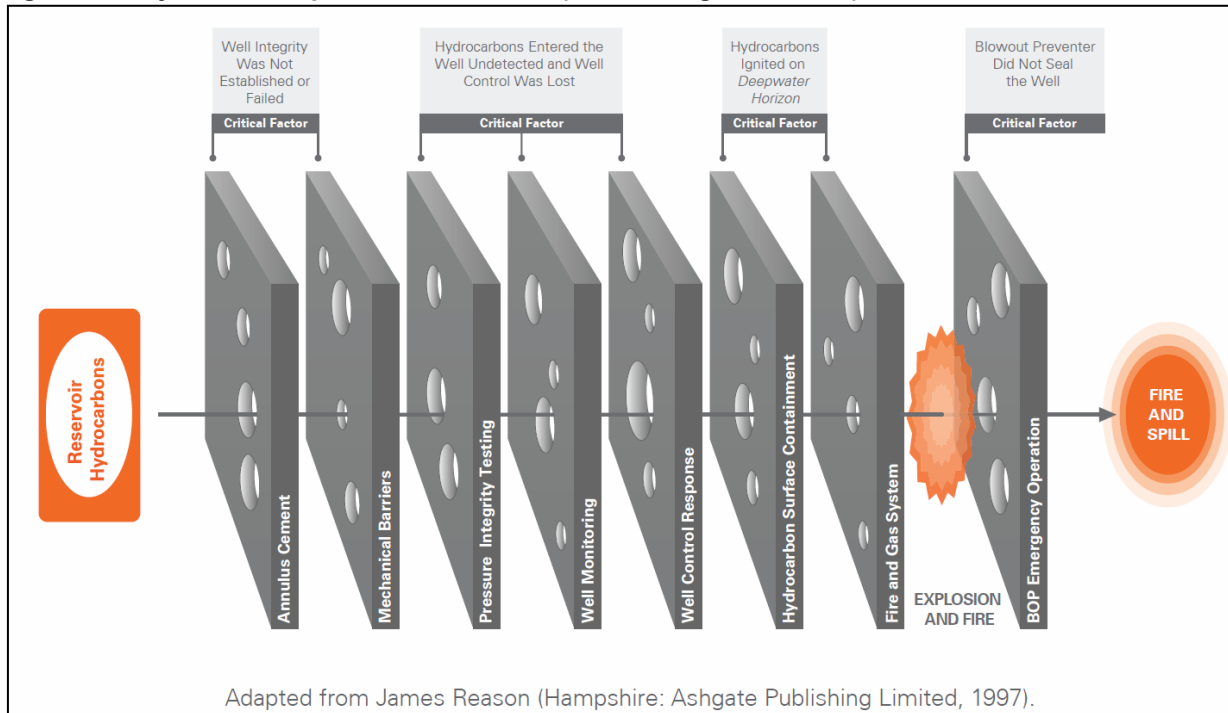 Well Integrity
Was Not
Established or
Failed
Critical Factor
Hydrocarbons Entered the
Well Undetected and Well
Control Was Lost
Critical Factor
Hydrocarbons
Ignited on
Deepwater
Horizon
Critical Factor
Blowout Preventer
Did Not Seal
the Well
Critical Factor
Reservoir
Hydrocarbons
Annulus Cement
Mechanical Barriers
Pressure Integrity Testing
Well Monitoring
Well Control Response
Hydrocarbon Surface Containment
Fire and Gas System
EXPLOSION
AND FIRE
BOP Emergency Operation
FIRE
AND
SPILL
Adapted from James Reason (Hampshire: Ashgate Publishing Limited, 1997).